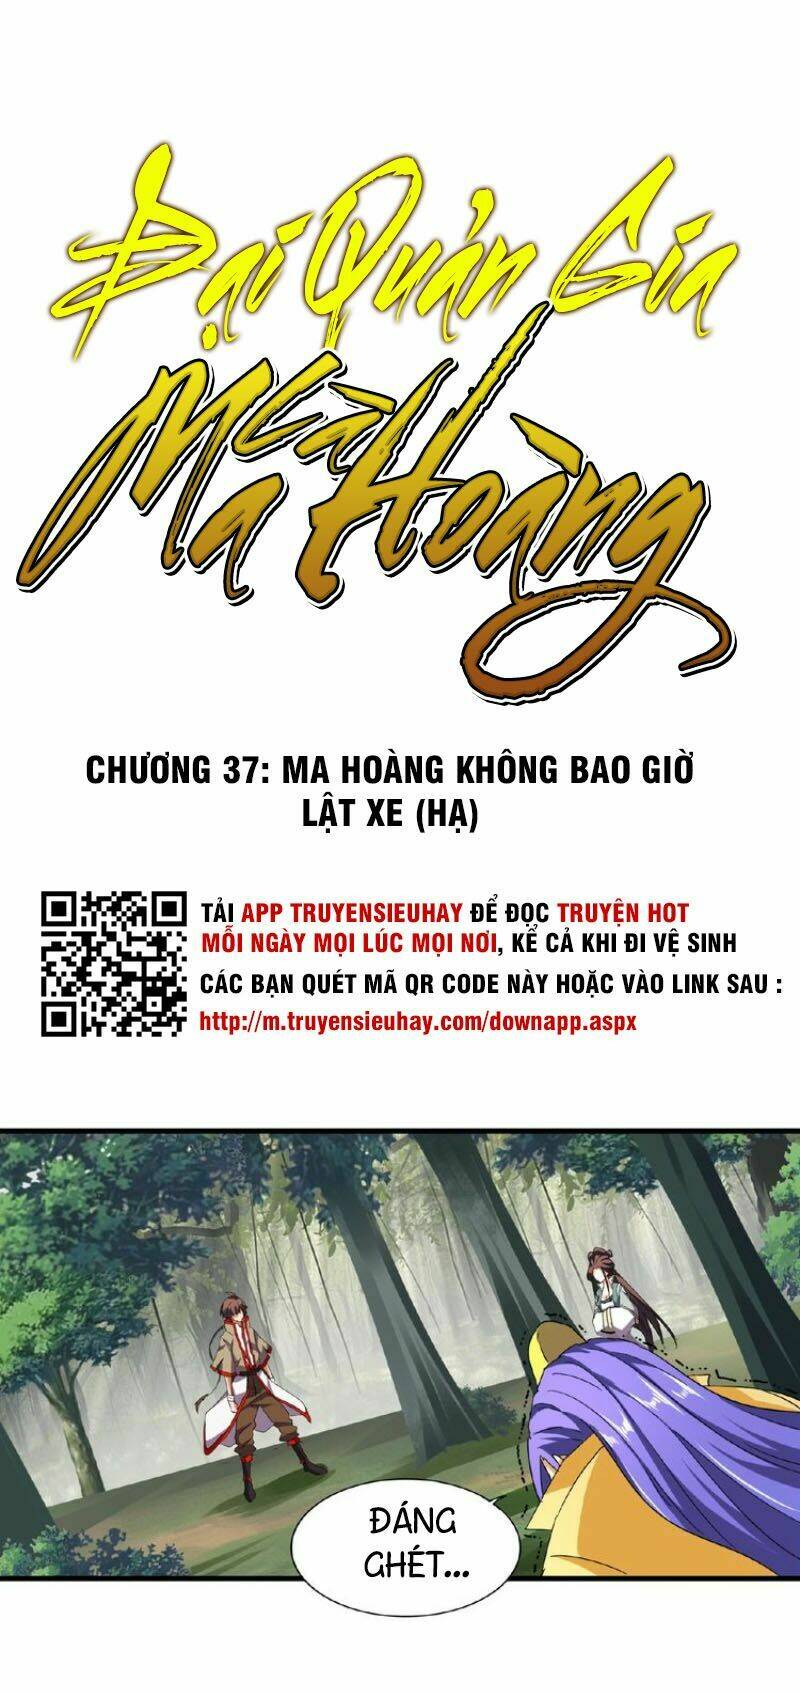 Đại Quản Gia
Là
Ma Hoàng
CHƯƠNG 37: MA HOÀNG KHÔNG BAO GIỜ
LẬT XE (HẠ)
TẢI APP TRUYENSIEUHAY ĐỂ ĐỌC TRUYỆN HOT
MỖI NGÀY MỌI LÚC MỌI NƠI, KỂ CẢ KHI ĐI VỆ SINH
CÁC BẠN QUÉT MÃ QR CODE NÀY HOẶC VÀO LINK SAU :
http://m.truyensieuhay.com/downapp.aspx
ĐÁNG
GHÉT...